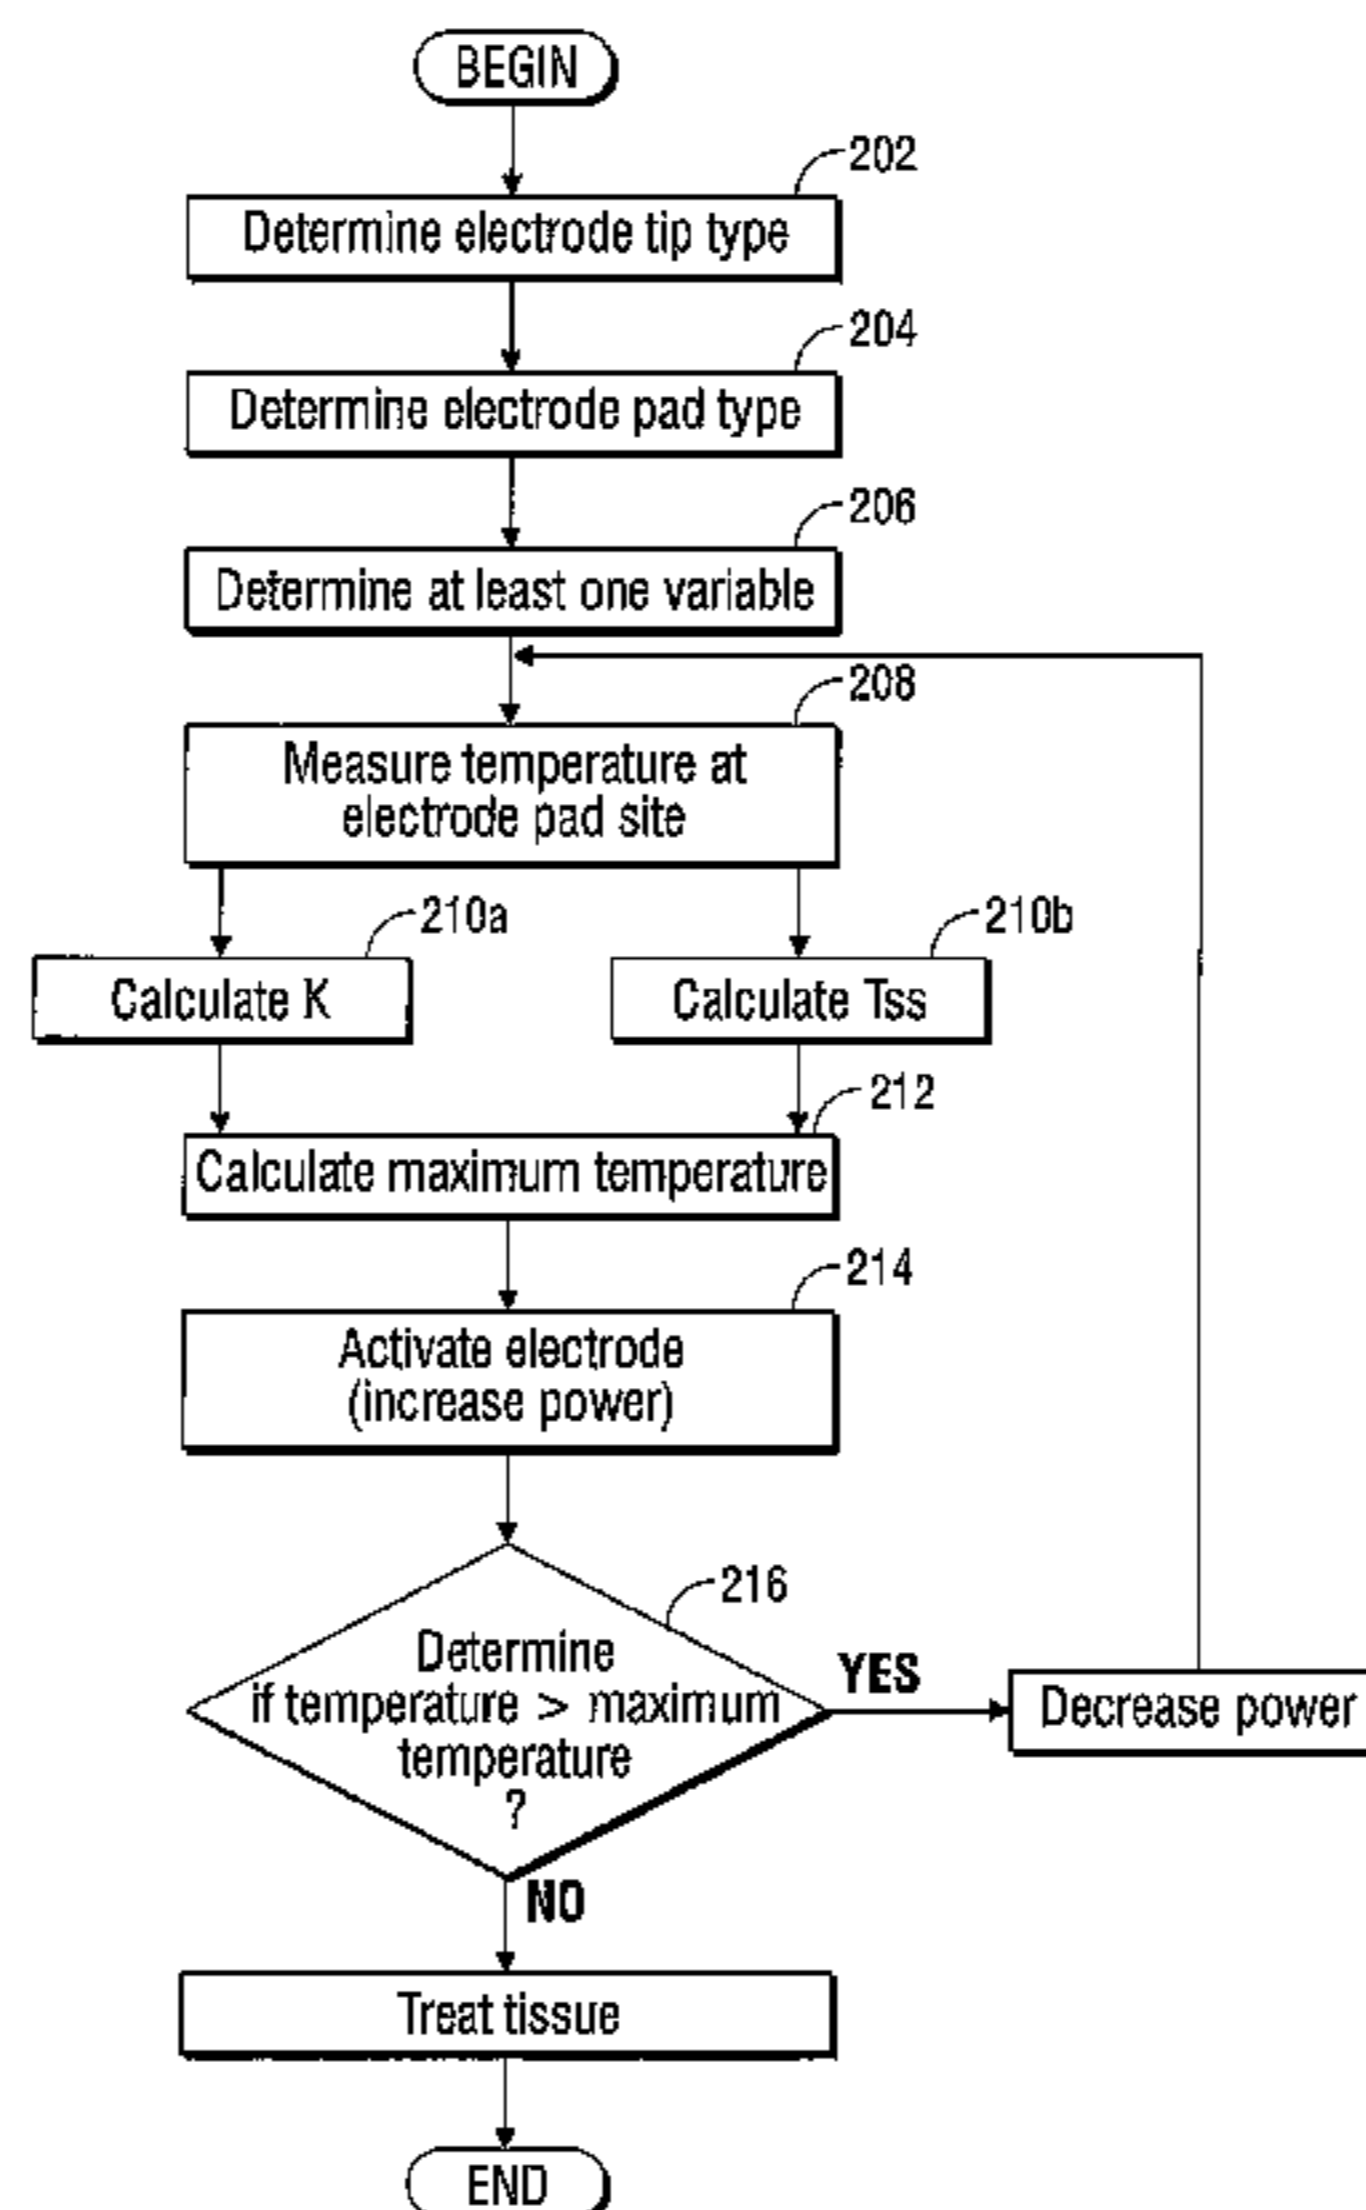 BEGIN
202
Determine electrode tip type
204
Determine electrode pad type
206
Determine at least one variable
208
Measure temperature at
electrode pad site
210a
210b
Calculate K
Calculate Tss
212
Calculate maximum temperature
214
Activate electrode
(increase power)
216
Determine
if temperature > maximum
temperature
?
YES
Decrease power
NO
Treat tissue
END